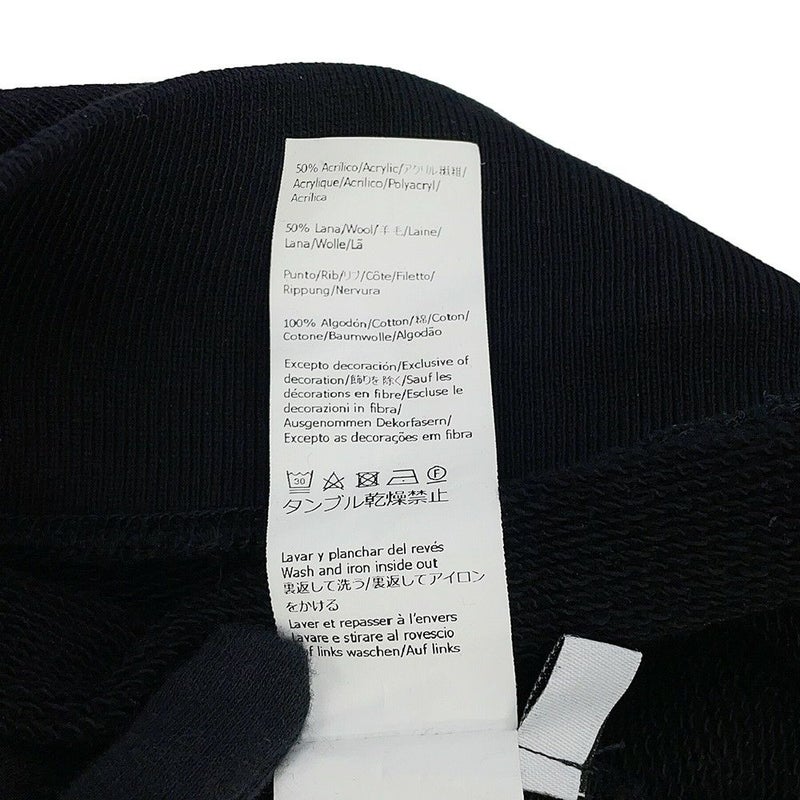 50% Acrílico/Acrylic/アクリル繊維/
Acrylique/Acrilico/Polyacryl/
Acrílica
50% Lana/Wool/羊毛/Laine/
Lana/Wolle/Lã
Punto/Rib/リブ/Côte/Filetto/
Rippung/Nervura
100% Algodón/Cotton/綿/Coton/
Cotone/Baumwolle/Algodão
Excepto decoración/Exclusive of
decoration/飾りを除く/Sauf les
décorations en fibre/Escluse le
decorazioni in fibra/
Ausgenommen Dekorfasern/
Excepto as decorações em fibra
30 F
タンブル乾燥禁止
Lavar y planchar del revés
Wash and iron inside out
裏返して洗う/裏返してアイロン
をかける
Laver et repasser à l'envers
Lavare e stirare al rovescio
links waschen/Auf links